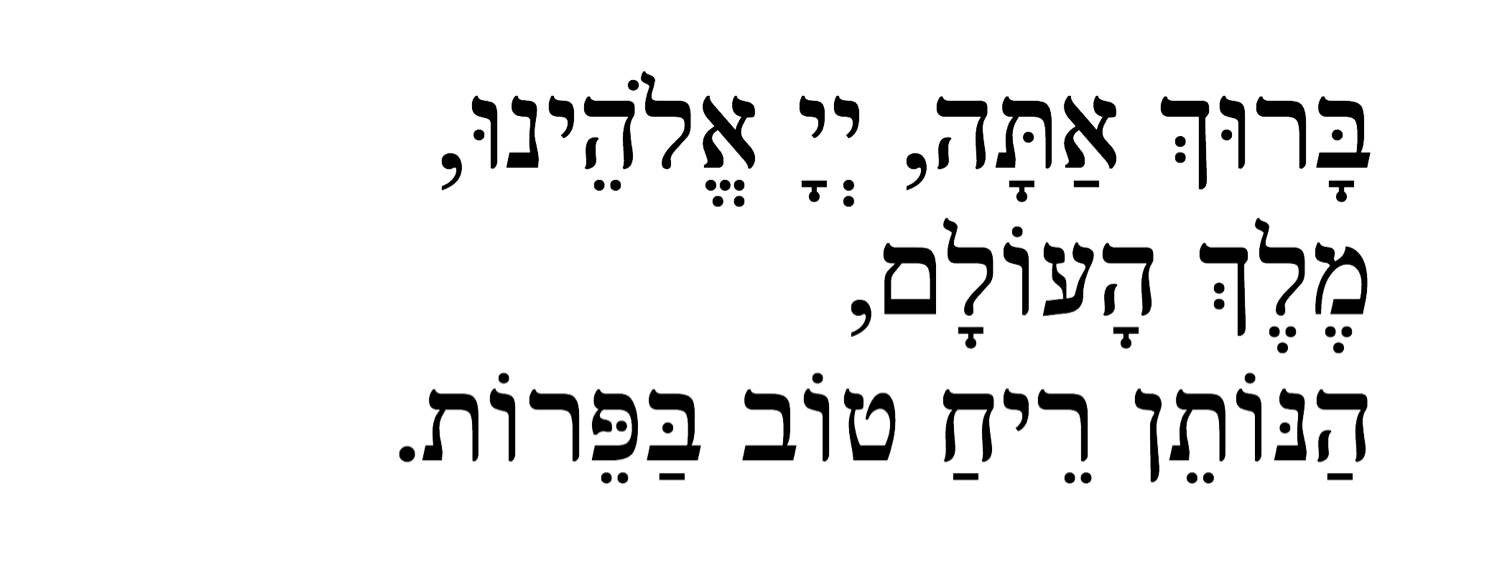 בָּרוּךְ אַתָּה, יְיָ אֱלֹהֵינוּ,
מֶלֶךְ הָעוֹלָם,
הַנּוֹתֵן רֵיחַ טוֹב בַּפֵּרוֹת.